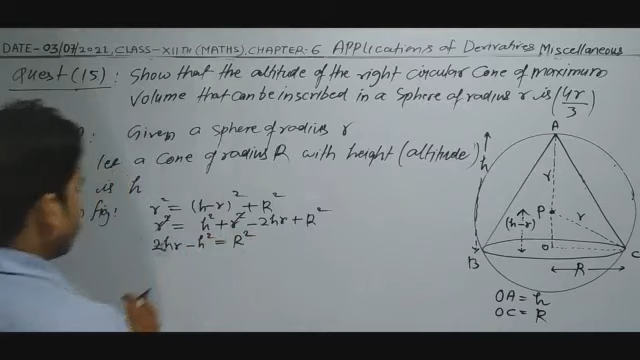 DATE-03/07/2021, CLASS-XIITH (MATHS), CHAPTER-6 Applications of Derivatives Miscellaneous
Quest (15) : Show that the altitude of the right circular cone of maximum
volume that can be inscribed in a sphere of radius r is (4r/3)
: Given a sphere of radius r
let a cone of radius R with height (altitude)
is h
fig: r² = (h-r)² + R²
r² = h² + r² - 2hr + R²
2hr - h² = R²
A
h
r
P
r
(h-r)
O
B
C
R
OA = h
OC = R